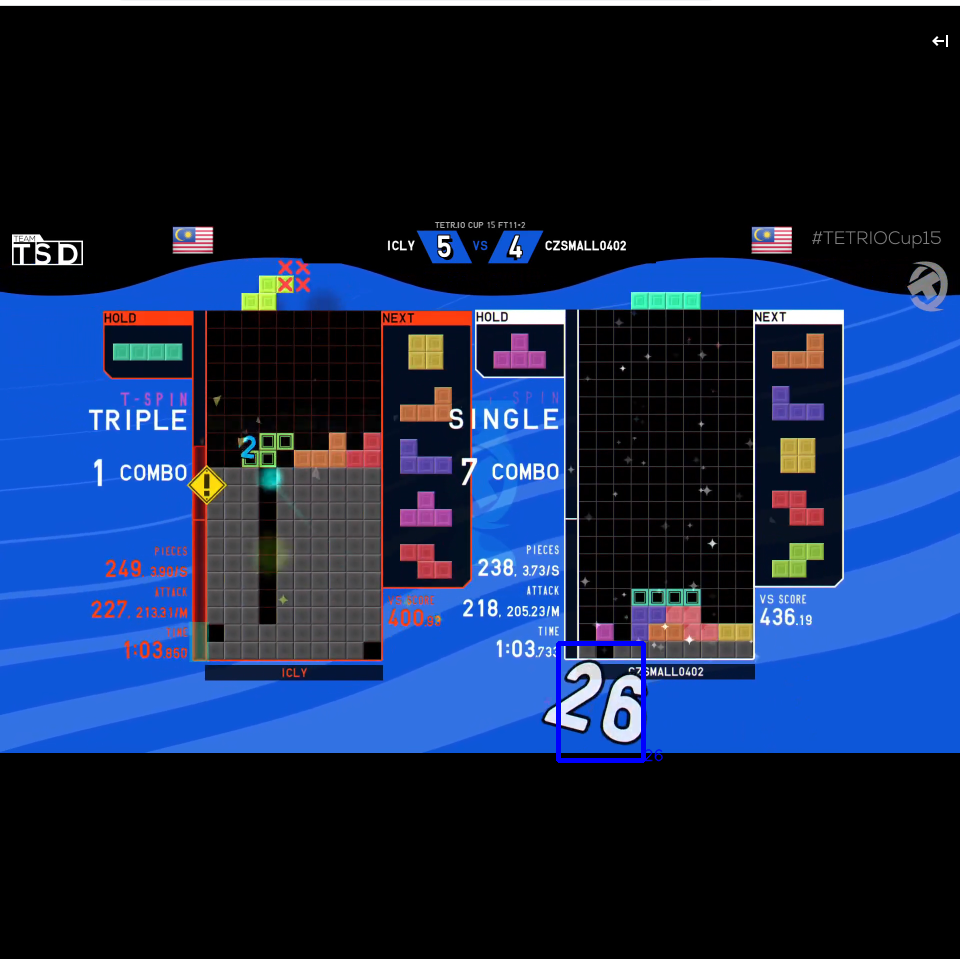 TEAM
TSD
TETR.IO CUP 15 FT11-2
ICLY 5 VS 4 CZSMALL0402
#TETRIOCup15
HOLD
NEXT
HOLD
NEXT
T-SPIN
TRIPLE
1 COMBO
2
!
PIECES
249, 3.90/S
ATTACK
227, 213.31/M
TIME
1:03.850
VS SCORE
400.98
ICLY
SPIN
SINGLE
7 COMBO
PIECES
238, 3.73/S
ATTACK
218, 205.23/M
TIME
1:03.733
VS SCORE
436.19
CZSMALL0402
26
26